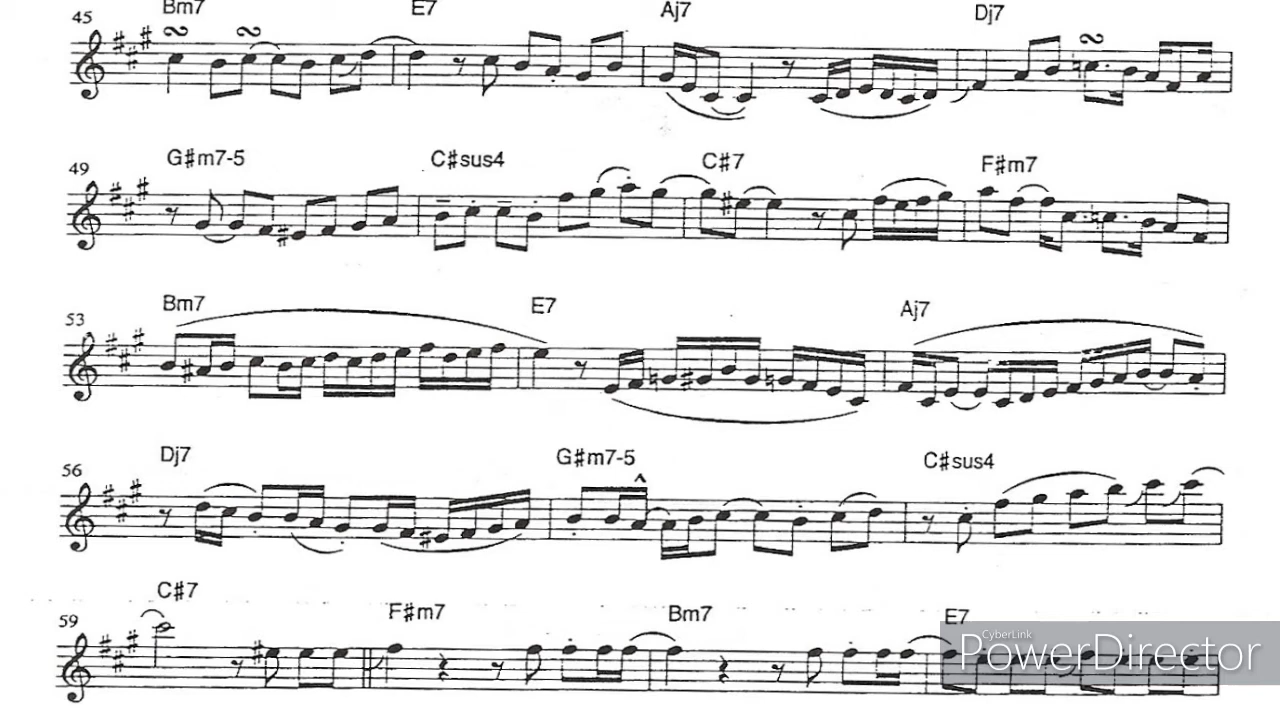 45 Bm7 E7 Aj7 Dj7
49 G#m7-5 C#sus4 C#7 F#m7
53 Bm7 E7 Aj7
56 Dj7 G#m7-5 C#sus4
59 C#7 F#m7 Bm7 E7
CyberLink
PowerDirector